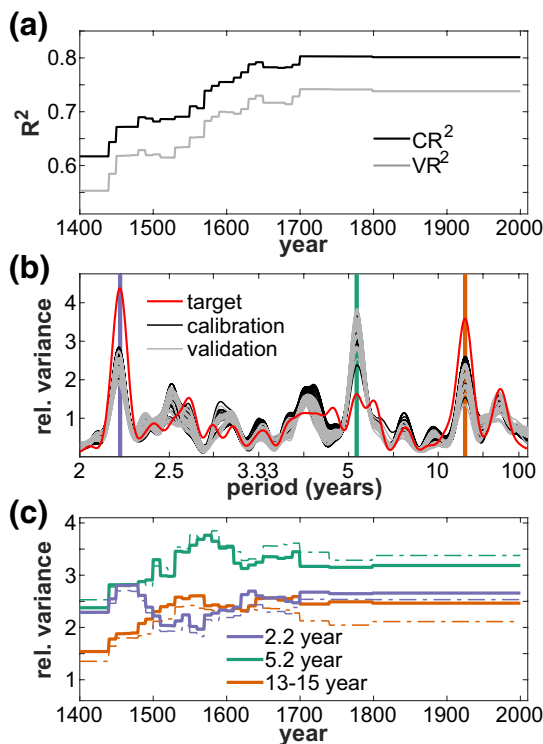 (a)
0.8
0.7
0.6
R²
CR²
VR²
1400 1500 1600 1700 1800 1900 2000
year
(b)
4
3
2
1
rel. variance
target
calibration
validation
2 2.5 3.33 5 10 100
period (years)
(c)
4
3
2
1
rel. variance
2.2 year
5.2 year
13-15 year
1400 1500 1600 1700 1800 1900 2000
year